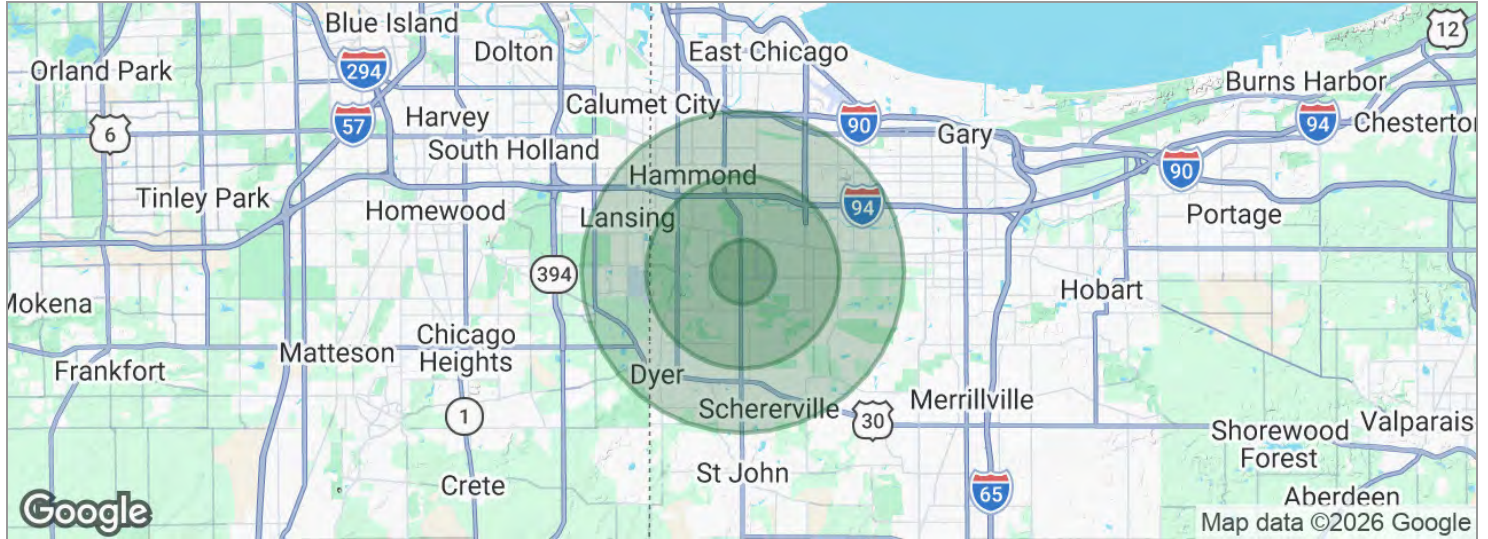 Blue Island
Dolton
East Chicago
12
Orland Park
294
Burns Harbor
Calumet City
6
57
Harvey
90
94
Chesterton
Gary
South Holland
Hammond
90
Tinley Park
Homewood
Lansing
94
Portage
394
Hobart
Mokena
Chicago
Heights
Matteson
Frankfort
Dyer
Schererville
Merrillville
1
30
Valparais
Shorewood
Forest
St John
Crete
65
Aberdeen
Google
Map data ©2026 Google